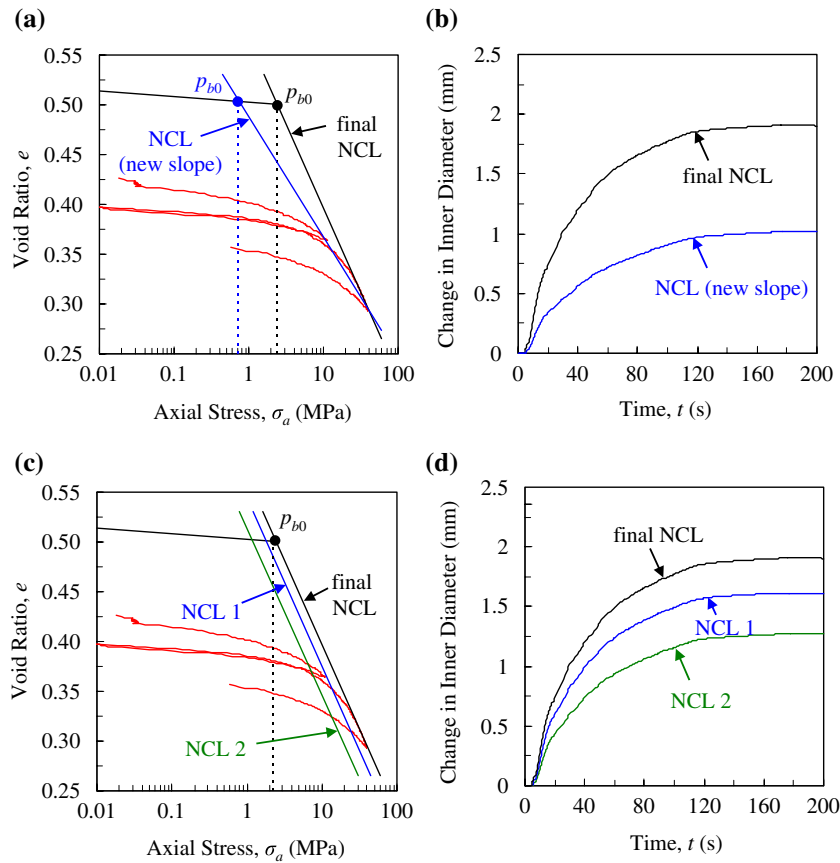 (a)
0.55
0.50
0.45
0.40
0.35
0.30
0.25
Void Ratio, e
p_b0
p_b0
NCL
(new slope)
final
NCL
0.01
0.1
1
10
100
Axial Stress, σ_a (MPa)
(b)
2.5
2
1.5
1
0.5
0
Change in Inner Diameter (mm)
final NCL
NCL (new slope)
0
40
80
120
160
200
Time, t (s)
(c)
0.55
0.50
0.45
0.40
0.35
0.30
0.25
Void Ratio, e
p_b0
NCL 1
final
NCL
NCL 2
0.01
0.1
1
10
100
Axial Stress, σ_a (MPa)
(d)
2.5
2
1.5
1
0.5
0
Change in Inner Diameter (mm)
final NCL
NCL 1
NCL 2
0
40
80
120
160
200
Time, t (s)